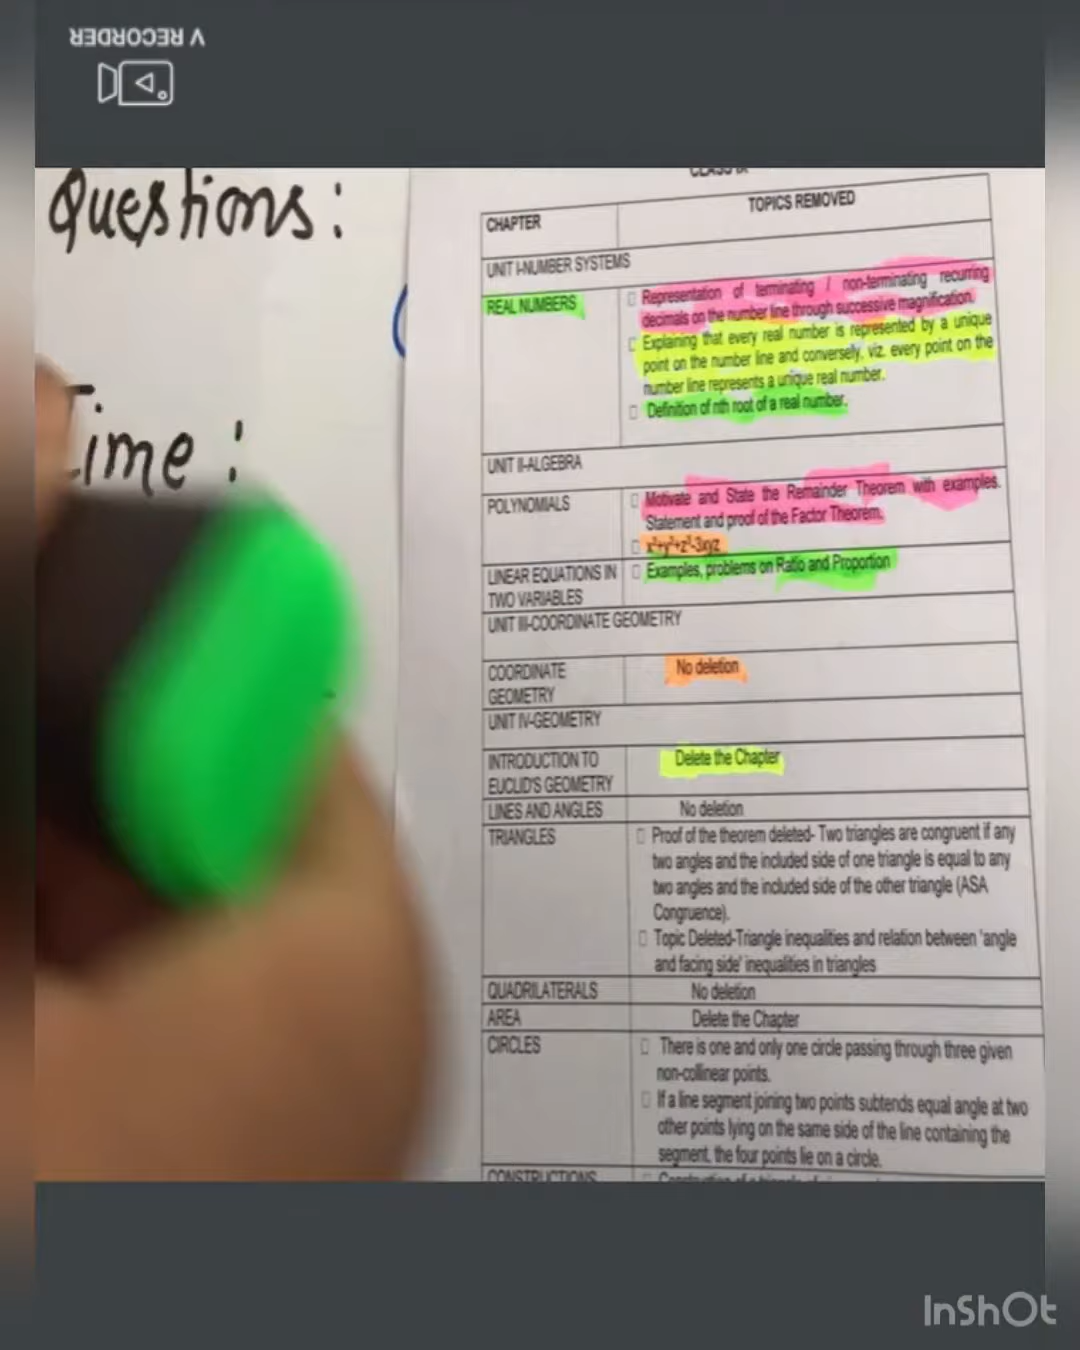 V RECORDER
Questions:
Time:
CLASS IX
CHAPTER
TOPICS REMOVED
UNIT I-NUMBER SYSTEMS
REAL NUMBERS
Representation of terminating / non-terminating recurring
decimals on the number line through successive magnification.
Explaining that every real number is represented by a unique
point on the number line and conversely, viz. every point on the
number line represents a unique real number.
Definition of nth root of a real number.
UNIT II-ALGEBRA
POLYNOMIALS
Motivate and State the Remainder Theorem with examples.
Statement and proof of the Factor Theorem.
x³+y³+z³-3xyz
LINEAR EQUATIONS IN
TWO VARIABLES
Examples, problems on Ratio and Proportion
UNIT III-COORDINATE GEOMETRY
COORDINATE
GEOMETRY
No deletion
UNIT IV-GEOMETRY
INTRODUCTION TO
EUCLID'S GEOMETRY
Delete the Chapter
LINES AND ANGLES
No deletion
TRIANGLES
Proof of the theorem deleted- Two triangles are congruent if any
two angles and the included side of one triangle is equal to any
two angles and the included side of the other triangle (ASA
Congruence).
Topic Deleted-Triangle inequalities and relation between 'angle
and facing side' inequalities in triangles
QUADRILATERALS
No deletion
AREA
Delete the Chapter
CIRCLES
There is one and only one circle passing through three given
non-collinear points.
If a line segment joining two points subtends equal angle at two
other points lying on the same side of the line containing the
segment, the four points lie on a circle.
CONSTRUCTIONS
InShOt